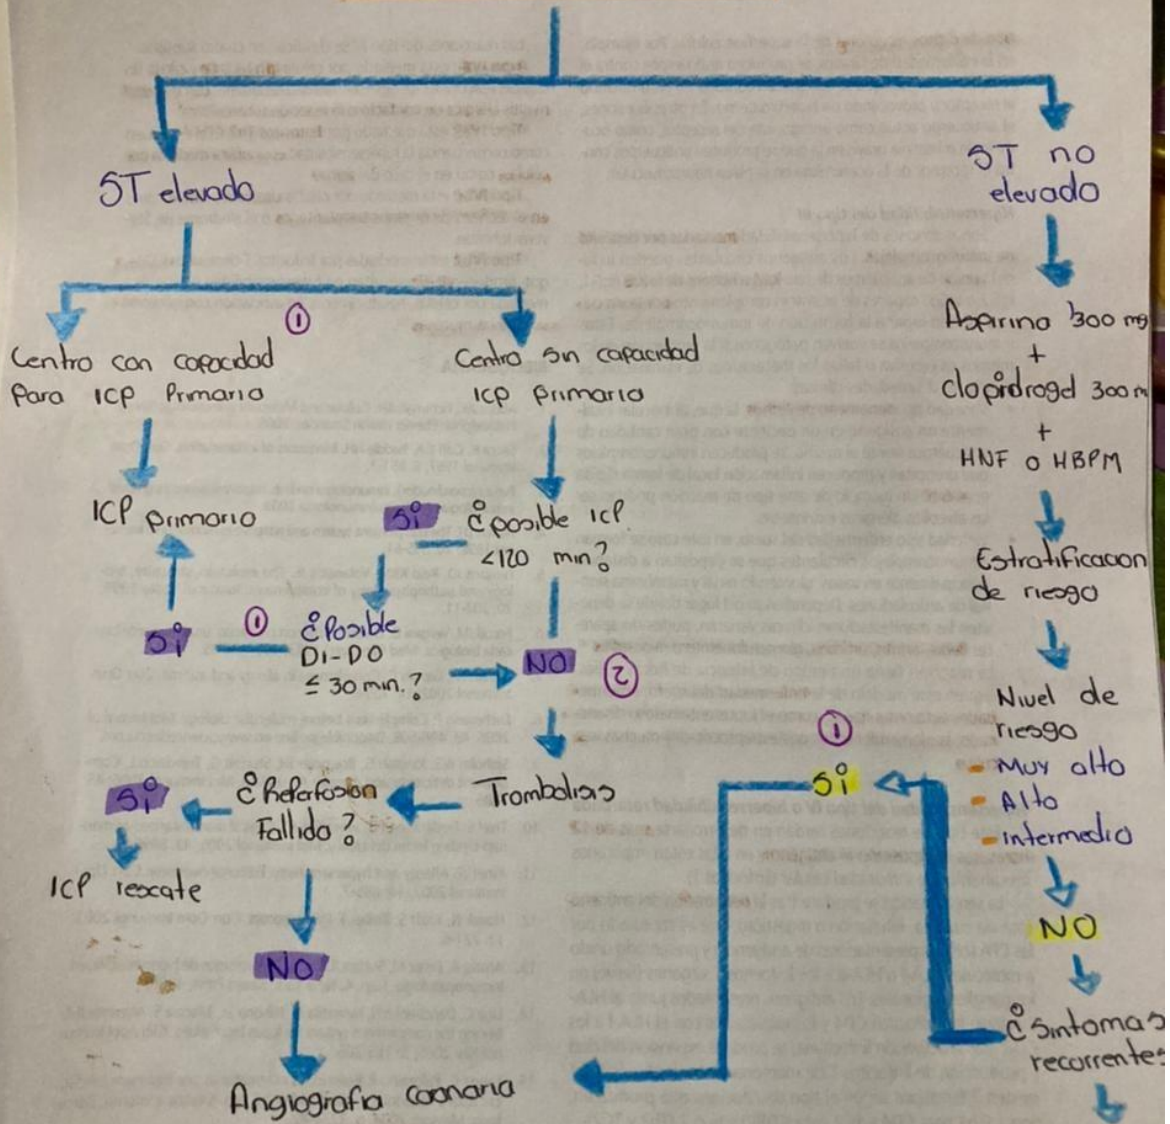 ST elevado
ST no
elevado
①
Centro con capacidad
Para ICP Primaria
Centro sin capacidad
ICP primaria
Aspirina 300 mg
+
Clopidrogel 300 m
+
HNF o HBPM
ICP primario
Sí
¿posible ICP
<120 min?
Estratificacion
de riesgo
Sí
①
¿Posible
DI-DO
≤ 30 min.?
NO
②
Nivel de
riesgo
- Muy alto
- Alto
- intermedio
①
Sí
Sí
¿Reperfusion
Fallida?
Trombolisis
ICP rescate
NO
NO
¿Sintomas
recurrentes
Angiografia coronaria